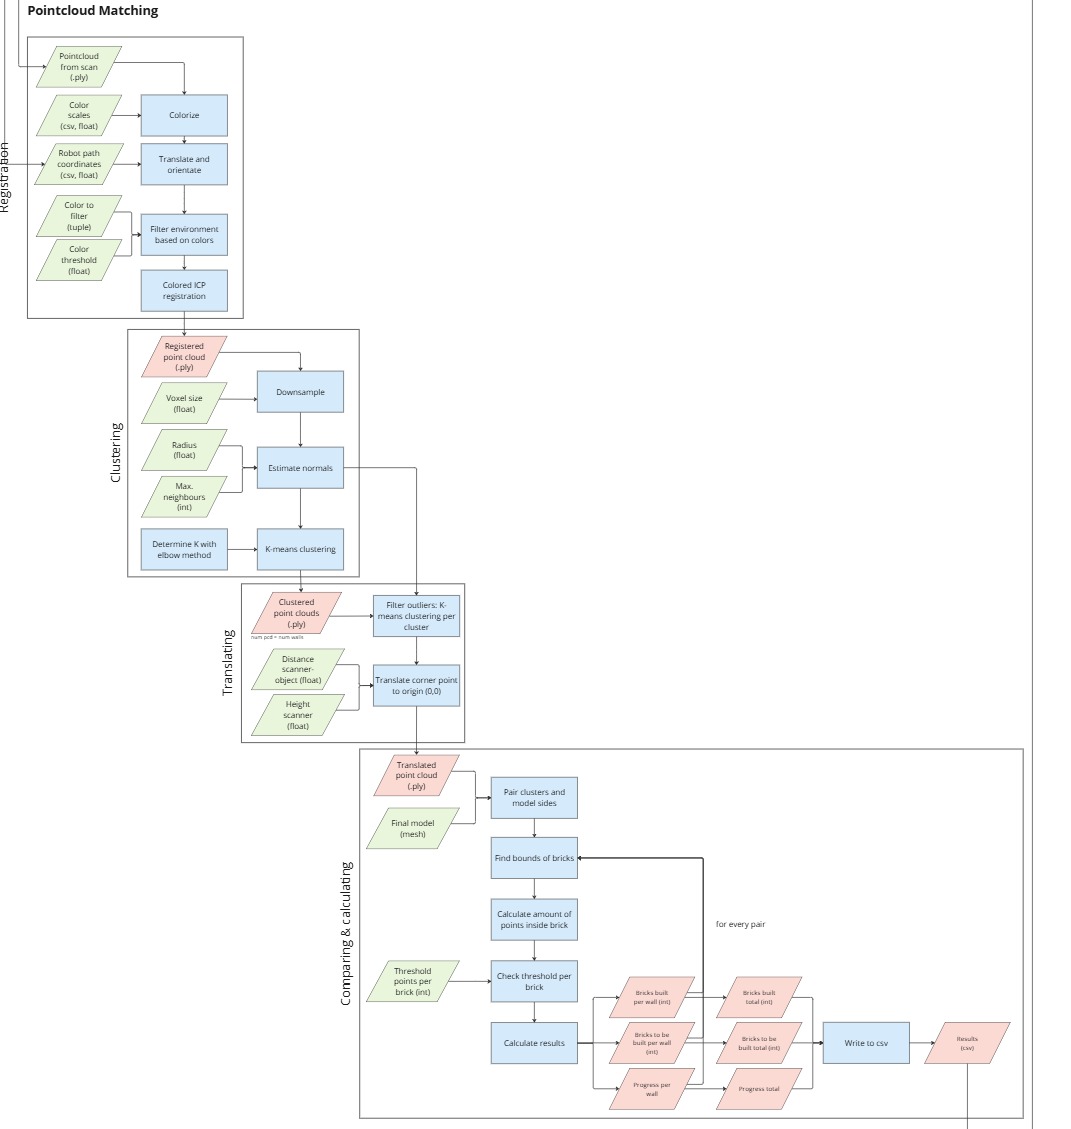 Pointcloud Matching
Registration
Pointcloud
from scan
(.ply)
Color
scales
(csv, float)
Colorize
Robot path
coordinates
(csv, float)
Translate and
orientate
Color to
filter
(tuple)
Color
threshold
(float)
Filter environment
based on colors
Colored ICP
registration
Clustering
Registered
point cloud
(.ply)
Downsample
Voxel size
(float)
Radius
(float)
Max.
neighbours
(int)
Estimate normals
Determine K with
elbow method
K-means clustering
Translating
Clustered
point clouds
(.ply)
num pcd = num walls
Filter outliers: K-
means clustering per
cluster
Distance
scanner-
object (float)
Height
scanner
(float)
Translate corner point
to origin (0,0)
Comparing & calculating
Translated
point cloud
(.ply)
Final model
(mesh)
Pair clusters and
model sides
Find bounds of bricks
Calculate amount of
points inside brick
for every pair
Threshold
points per
brick (int)
Check threshold per
brick
Calculate results
Bricks built
per wall (int)
Bricks built
total (int)
Bricks to be
built per wall
(int)
Bricks to be
built total (int)
Progress per
wall
Progress total
Write to csv
Results
(csv)